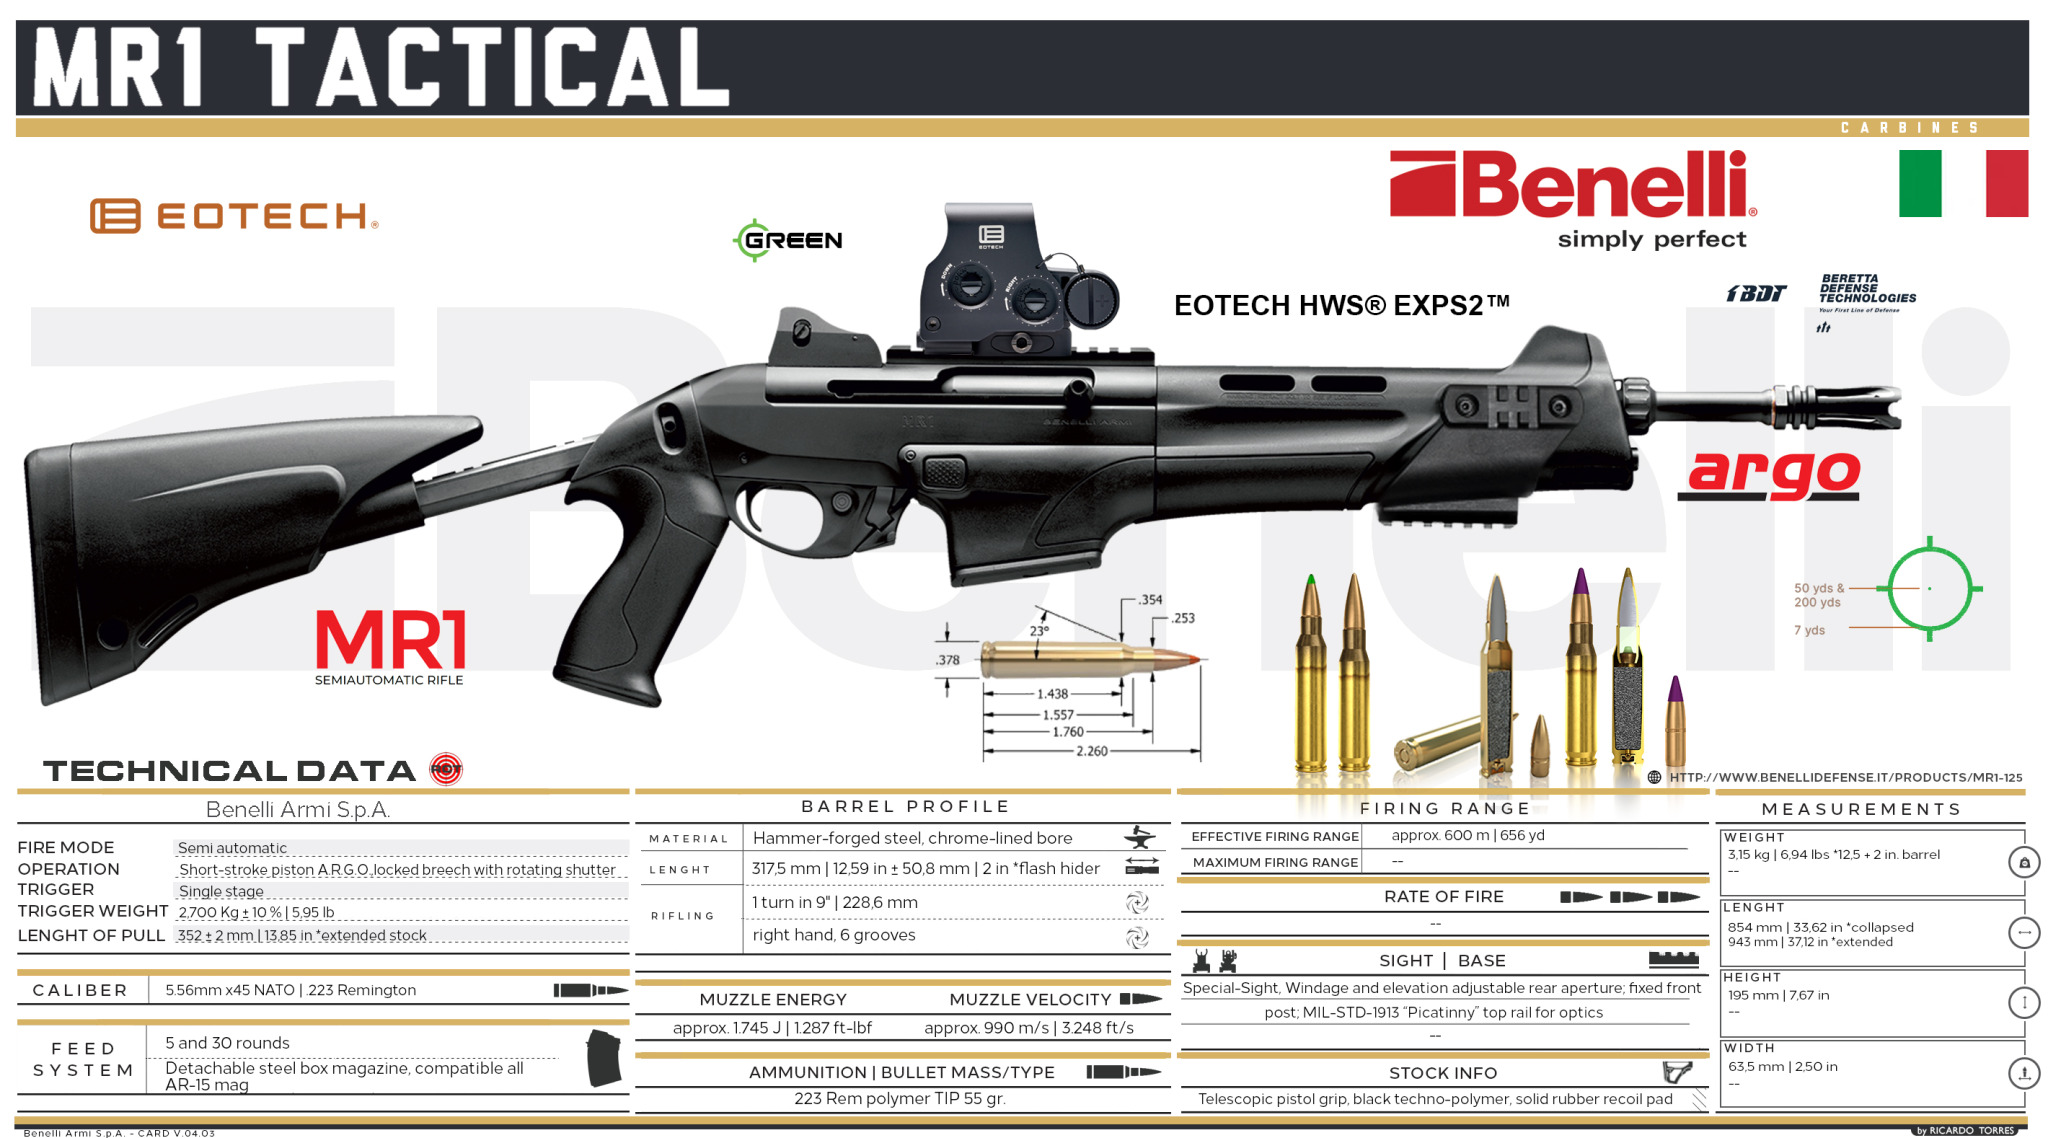 MR1 TACTICAL
CARBINES
EOTECH®
GREEN
EOTECH
DOWN
RIGHT
Benelli®
simply perfect
EOTECH HWS® EXPS2™
BDT
BERETTA
DEFENSE
TECHNOLOGIES
Your First Line of Defense
Benelli
MR1
BENELLI ARMI
argo
MR1
SEMIAUTOMATIC RIFLE
.354
.253
23°
.378
1.438
1.557
1.760
2.260
50 yds &
200 yds
7 yds
TECHNICAL DATA
HTTP://WWW.BENELLIDEFENSE.IT/PRODUCTS/MR1-125
Benelli Armi S.p.A.
FIRE MODE Semi automatic
OPERATION Short-stroke piston A.R.G.O.,locked breech with rotating shutter
TRIGGER Single stage
TRIGGER WEIGHT 2,700 Kg ± 10 % | 5,95 lb
LENGHT OF PULL 352 ± 2 mm | 13,85 in *extended stock
CALIBER 5.56mm x45 NATO | .223 Remington
FEED SYSTEM
5 and 30 rounds
Detachable steel box magazine, compatible all
AR-15 mag
BARREL PROFILE
MATERIAL Hammer-forged steel, chrome-lined bore
LENGHT 317,5 mm | 12,59 in ± 50,8 mm | 2 in *flash hider
RIFLING
1 turn in 9" | 228,6 mm
right hand, 6 grooves
MUZZLE ENERGY MUZZLE VELOCITY
approx. 1.745 J | 1.287 ft-lbf approx. 990 m/s | 3.248 ft/s
AMMUNITION | BULLET MASS/TYPE
223 Rem polymer TIP 55 gr.
FIRING RANGE
EFFECTIVE FIRING RANGE approx. 600 m | 656 yd
MAXIMUM FIRING RANGE --
RATE OF FIRE
--
SIGHT | BASE
Special-Sight, Windage and elevation adjustable rear aperture; fixed front
post; MIL-STD-1913 “Picatinny” top rail for optics
--
STOCK INFO
Telescopic pistol grip, black techno-polymer, solid rubber recoil pad
MEASUREMENTS
WEIGHT
3,15 kg | 6,94 lbs *12,5 + 2 in. barrel
--
LENGHT
854 mm | 33,62 in *collapsed
943 mm | 37,12 in *extended
HEIGHT
195 mm | 7,67 in
--
WIDTH
63,5 mm | 2,50 in
--
Benelli Armi S.p.A. - CARD V.04.03
by RICARDO TORRES